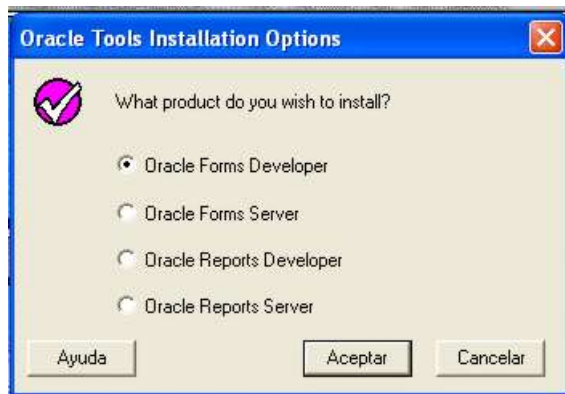 Oracle Tools Installation Options
What product do you wish to install?
Oracle Forms Developer
Oracle Forms Server
Oracle Reports Developer
Oracle Reports Server
Ayuda Aceptar Cancelar